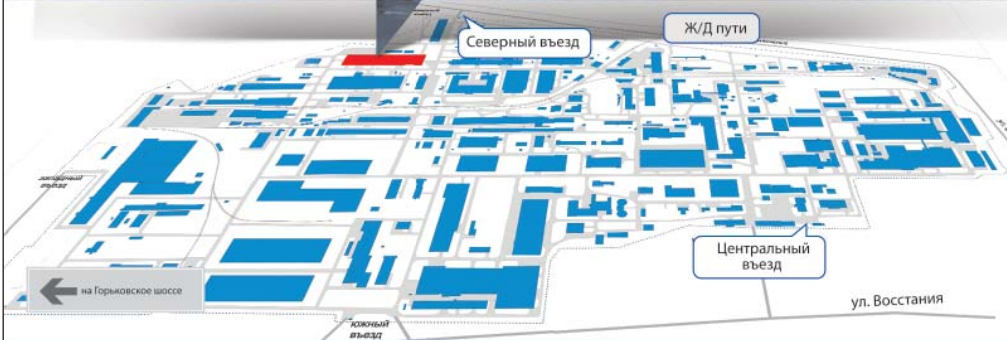 Северный въезд
Ж/Д пути
западный
въезд
Центральный
въезд
на Горьковское шоссе
ул. Восстания
южный
въезд